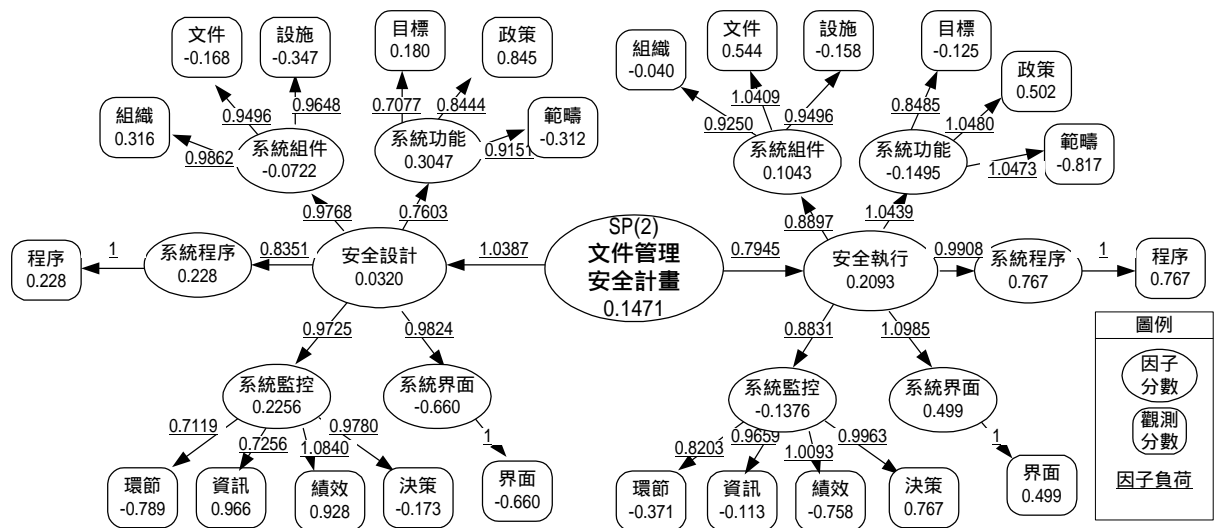 文件
-0.168
設施
-0.347
目標
0.180
政策
0.845
組織
0.316
範疇
-0.312
0.9496
0.9648
0.9862
0.7077
0.8444
0.9151
系統組件
-0.0722
系統功能
0.3047
0.9768
0.7603
程序
0.228
1
系統程序
0.228
0.8351
安全設計
0.0320
1.0387
0.9725
0.9824
系統監控
0.2256
系統界面
-0.660
0.7119
0.7256
1.0840
0.9780
1
環節
-0.789
資訊
0.966
績效
0.928
決策
-0.173
界面
-0.660
SP(2)
文件管理
安全計畫
0.1471
組織
-0.040
文件
0.544
設施
-0.158
目標
-0.125
政策
0.502
範疇
-0.817
0.9250
1.0409
0.9496
0.8485
1.0480
1.0473
系統組件
0.1043
系統功能
-0.1495
0.8897
1.0439
0.7945
安全執行
0.2093
0.9908
系統程序
0.767
1
程序
0.767
0.8831
1.0985
系統監控
-0.1376
系統界面
0.499
0.8203
0.9659
1.0093
0.9963
1
環節
-0.371
資訊
-0.113
績效
-0.758
決策
0.767
界面
0.499
圖例
因子
分數
觀測
分數
因子負荷